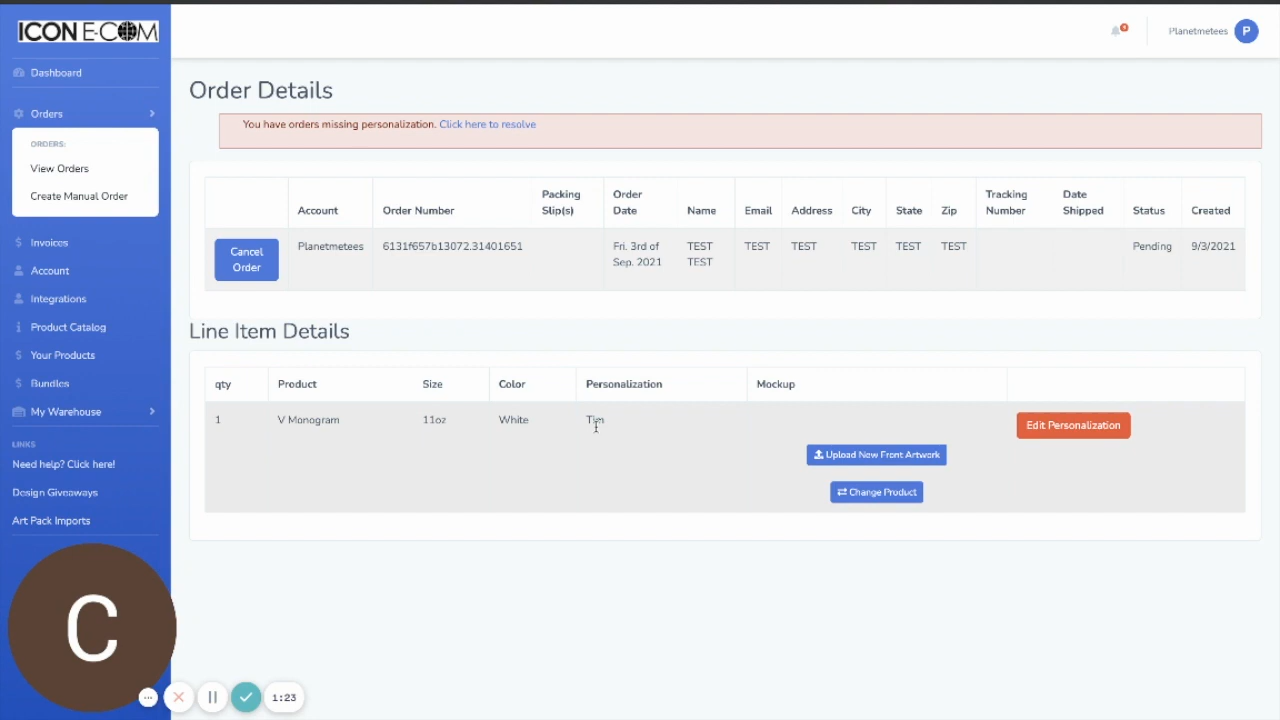 ICON E-COM
Dashboard
Orders
ORDERS:
View Orders
Create Manual Order
Invoices
Account
Integrations
Product Catalog
Your Products
Bundles
My Warehouse
LINKS
Need help? Click here!
Design Giveaways
Art Pack Imports
C
1:23
Planetmetees P
Order Details
You have orders missing personalization. Click here to resolve
Account Order Number Packing Slip(s) Order Date Name Email Address City State Zip Tracking Number Date Shipped Status Created
Cancel Order Planetmetees 6131f657b13072.31401651 Fri. 3rd of Sep. 2021 TEST TEST TEST TEST TEST TEST TEST Pending 9/3/2021
Line Item Details
qty Product Size Color Personalization Mockup
1 V Monogram 11oz White Tim Edit Personalization
Upload New Front Artwork
Change Product